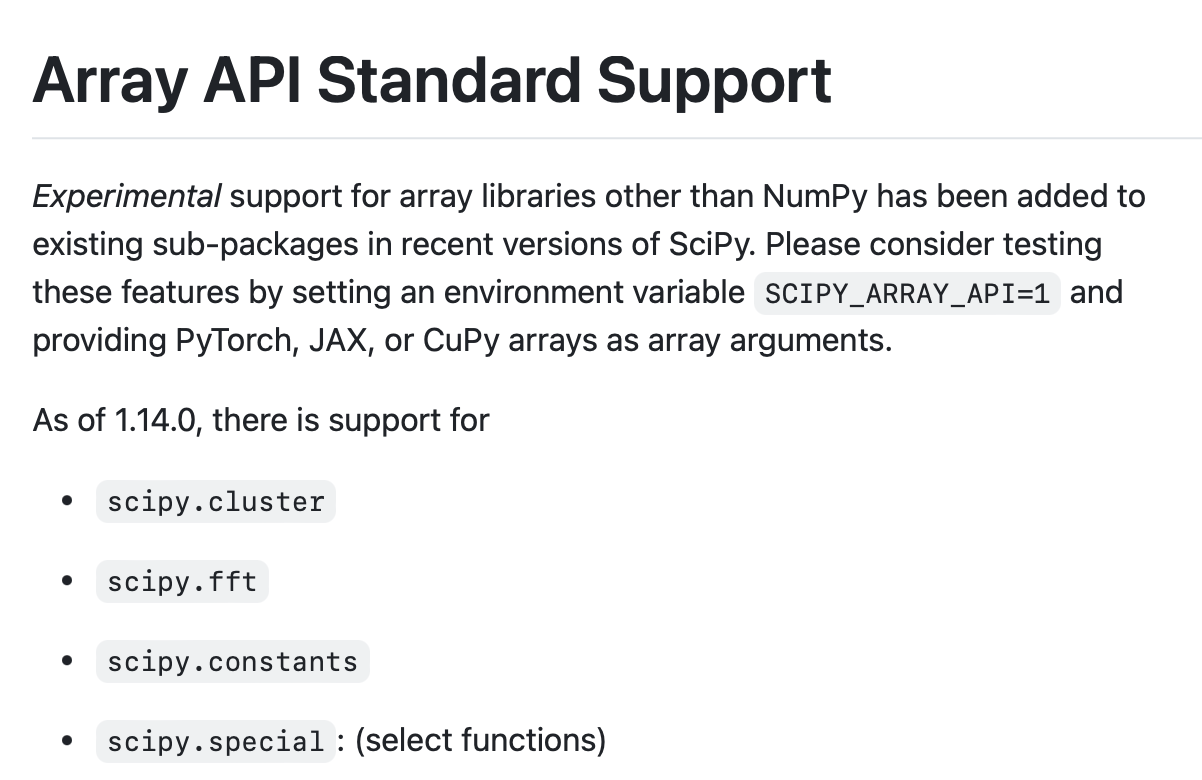 Array API Standard Support
Experimental support for array libraries other than NumPy has been added to
existing sub-packages in recent versions of SciPy. Please consider testing
these features by setting an environment variable SCIPY_ARRAY_API=1 and
providing PyTorch, JAX, or CuPy arrays as array arguments.
As of 1.14.0, there is support for
• scipy.cluster
• scipy.fft
• scipy.constants
• scipy.special: (select functions)